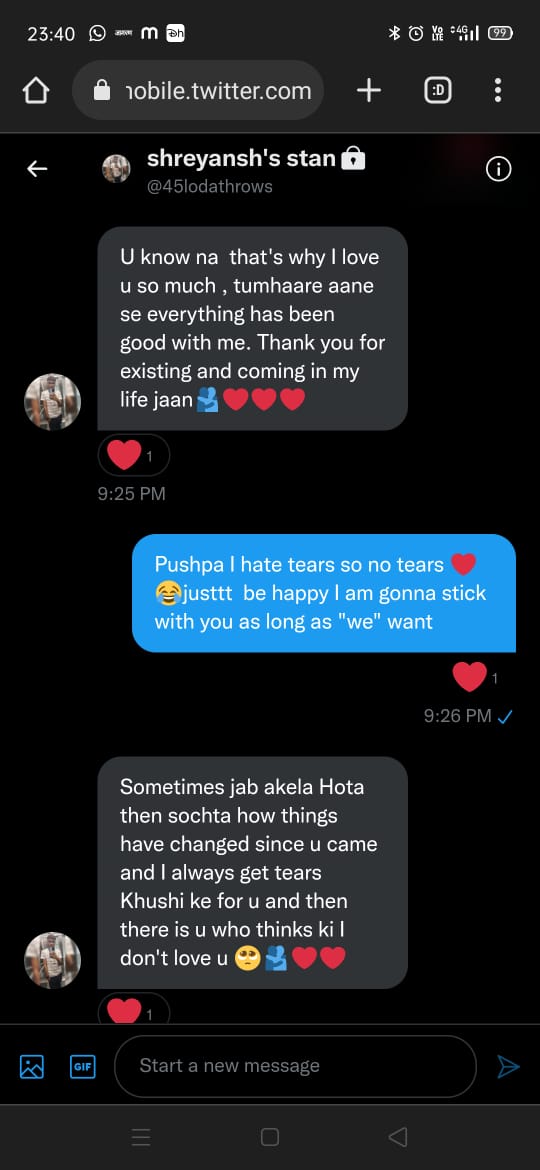 23:40
4G
99
nobile.twitter.com
:D
shreyansh's stan
@45lodathrows
U know na that's why I love
u so much , tumhaare aane
se everything has been
good with me. Thank you for
existing and coming in my
life jaan🫂❤️❤️❤️
❤️ 1
9:25 PM
Pushpa I hate tears so no tears ❤️
😂justtt be happy I am gonna stick
with you as long as "we" want
❤️ 1
9:26 PM
Sometimes jab akela Hota
then sochta how things
have changed since u came
and I always get tears
Khushi ke for u and then
there is u who thinks ki I
don't love u 🥺🫂❤️❤️
❤️ 1
GIF
Start a new message